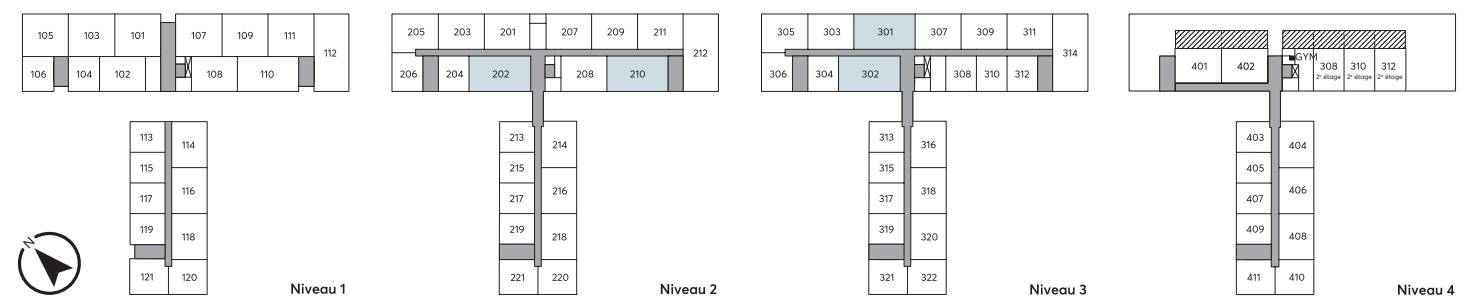 105 103 101 107 109 111 112
106 104 102 108 110
113 114
115
117 116
119 118
121 120
N
Niveau 1
205 203 201 207 209 211 212
206 204 202 208 210
213 214
215
217 216
219 218
221 220
Niveau 2
305 303 301 307 309 311 314
306 304 302 308 310 312
313 316
315
317 318
319 320
321 322
Niveau 3
GYM
401 402 308 310 312
2e étage 2e étage 2e étage
403 404
405
407 406
409 408
411 410
Niveau 4